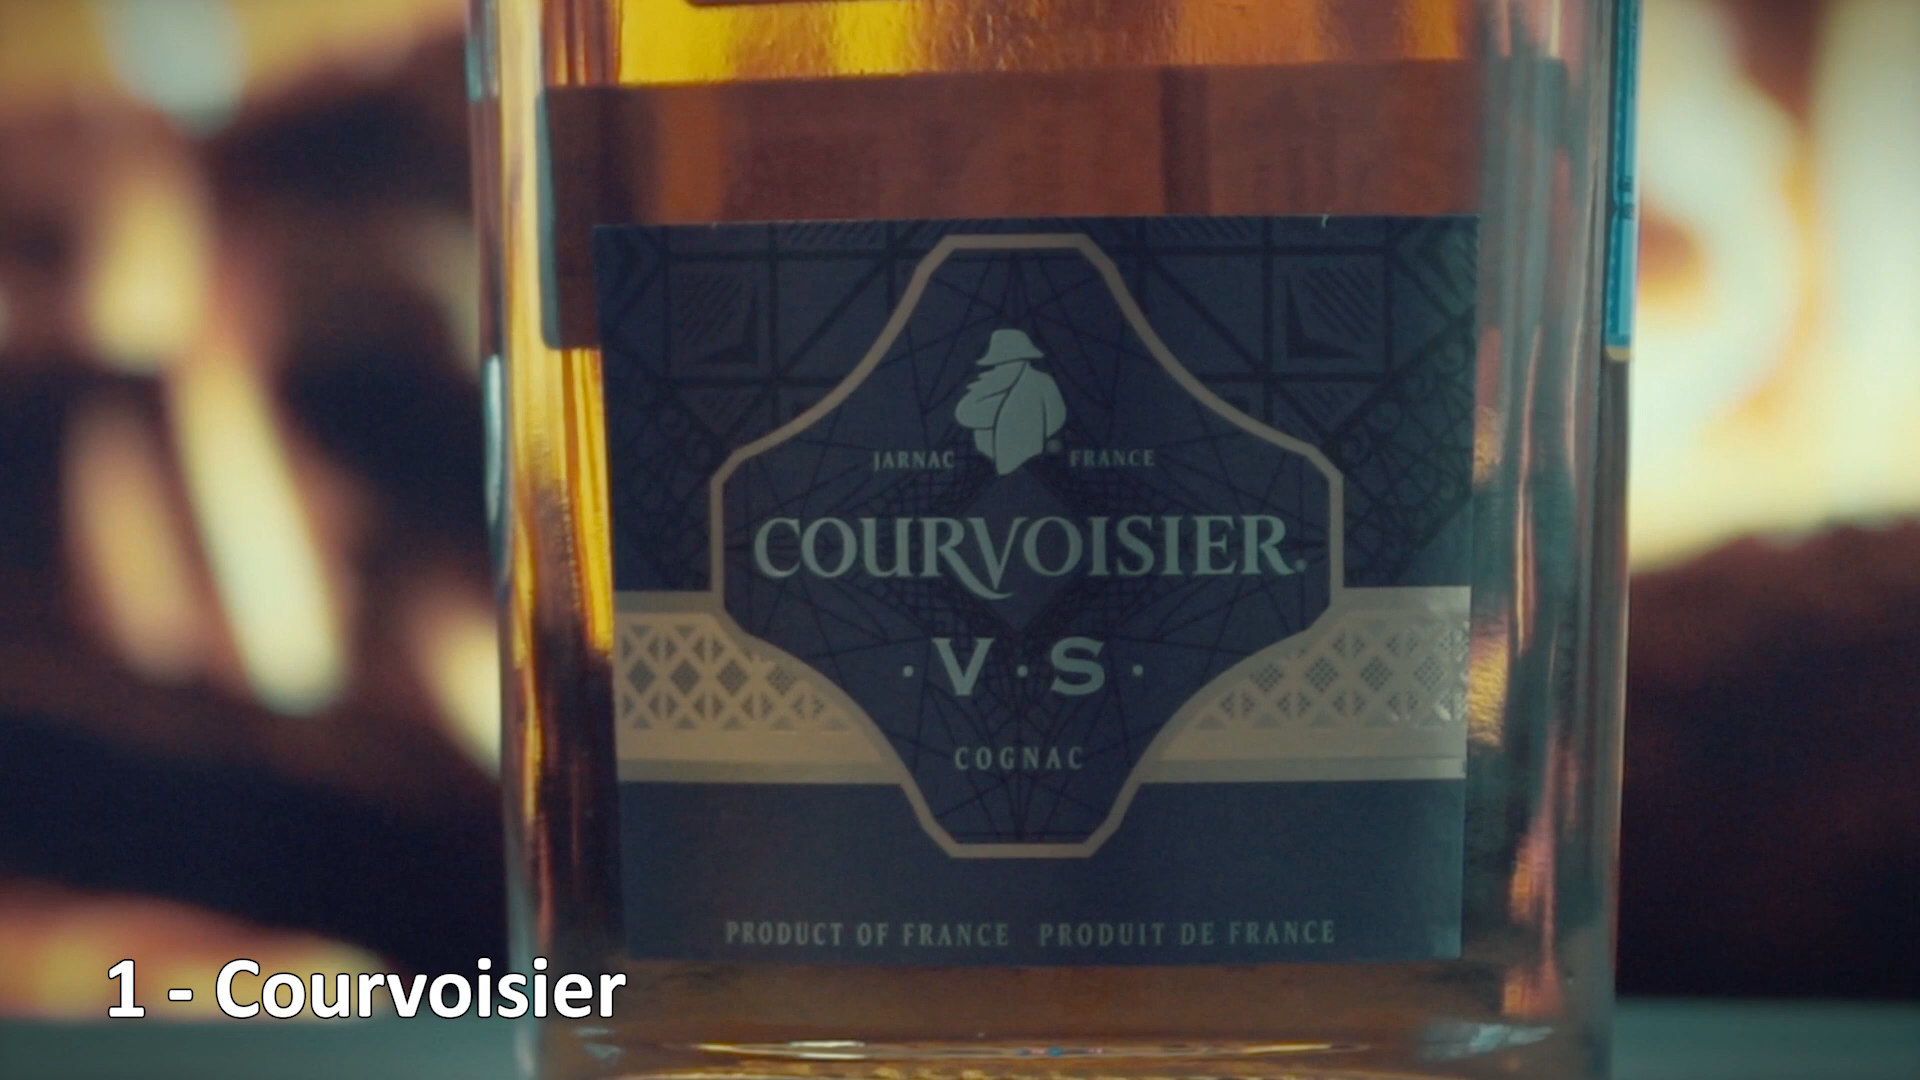 JARNAC FRANCE
COURVOISIER®
·V·S·
COGNAC
PRODUCT OF FRANCE PRODUIT DE FRANCE
1 - Courvoisier